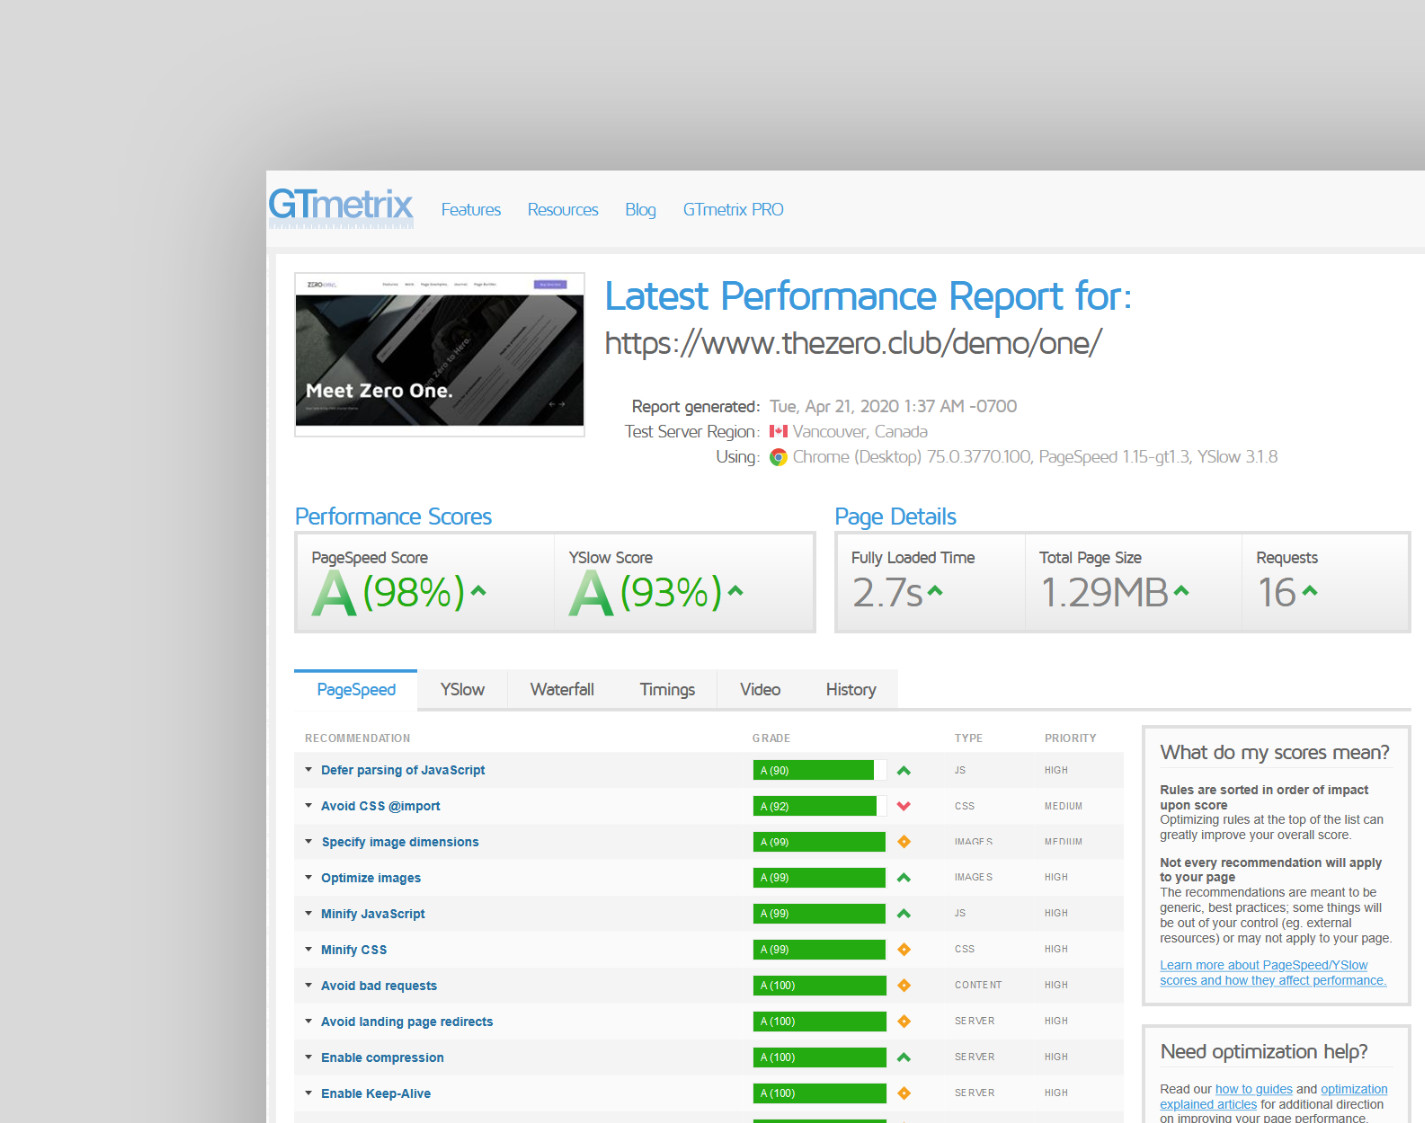 GTmetrix
Features Resources Blog GTmetrix PRO
Meet Zero One.
Latest Performance Report for:
https://www.thezero.club/demo/one/
Report generated: Tue, Apr 21, 2020 1:37 AM -0700
Test Server Region: Vancouver, Canada
Using: Chrome (Desktop) 75.0.3770.100, PageSpeed 1.15-gt1.3, YSlow 3.1.8
Performance Scores
PageSpeed Score YSlow Score
A (98%) A (93%)
Page Details
Fully Loaded Time Total Page Size Requests
2.7s 1.29MB 16
PageSpeed YSlow Waterfall Timings Video History
RECOMMENDATION GRADE TYPE PRIORITY
Defer parsing of JavaScript A (90) JS HIGH
Avoid CSS @import A (92) CSS MEDIUM
Specify image dimensions A (99) IMAGES MEDIUM
Optimize images A (99) IMAGES HIGH
Minify JavaScript A (99) JS HIGH
Minify CSS A (99) CSS HIGH
Avoid bad requests A (100) CONTENT HIGH
Avoid landing page redirects A (100) SERVER HIGH
Enable compression A (100) SERVER HIGH
Enable Keep-Alive A (100) SERVER HIGH
What do my scores mean?
Rules are sorted in order of impact
upon score
Optimizing rules at the top of the list can
greatly improve your overall score.
Not every recommendation will apply
to your page
The recommendations are meant to be
generic, best practices; some things will
be out of your control (eg. external
resources) or may not apply to your page.
Learn more about PageSpeed/YSlow
scores and how they affect performance.
Need optimization help?
Read our how to guides and optimization
explained articles for additional direction
on improving your page performance.